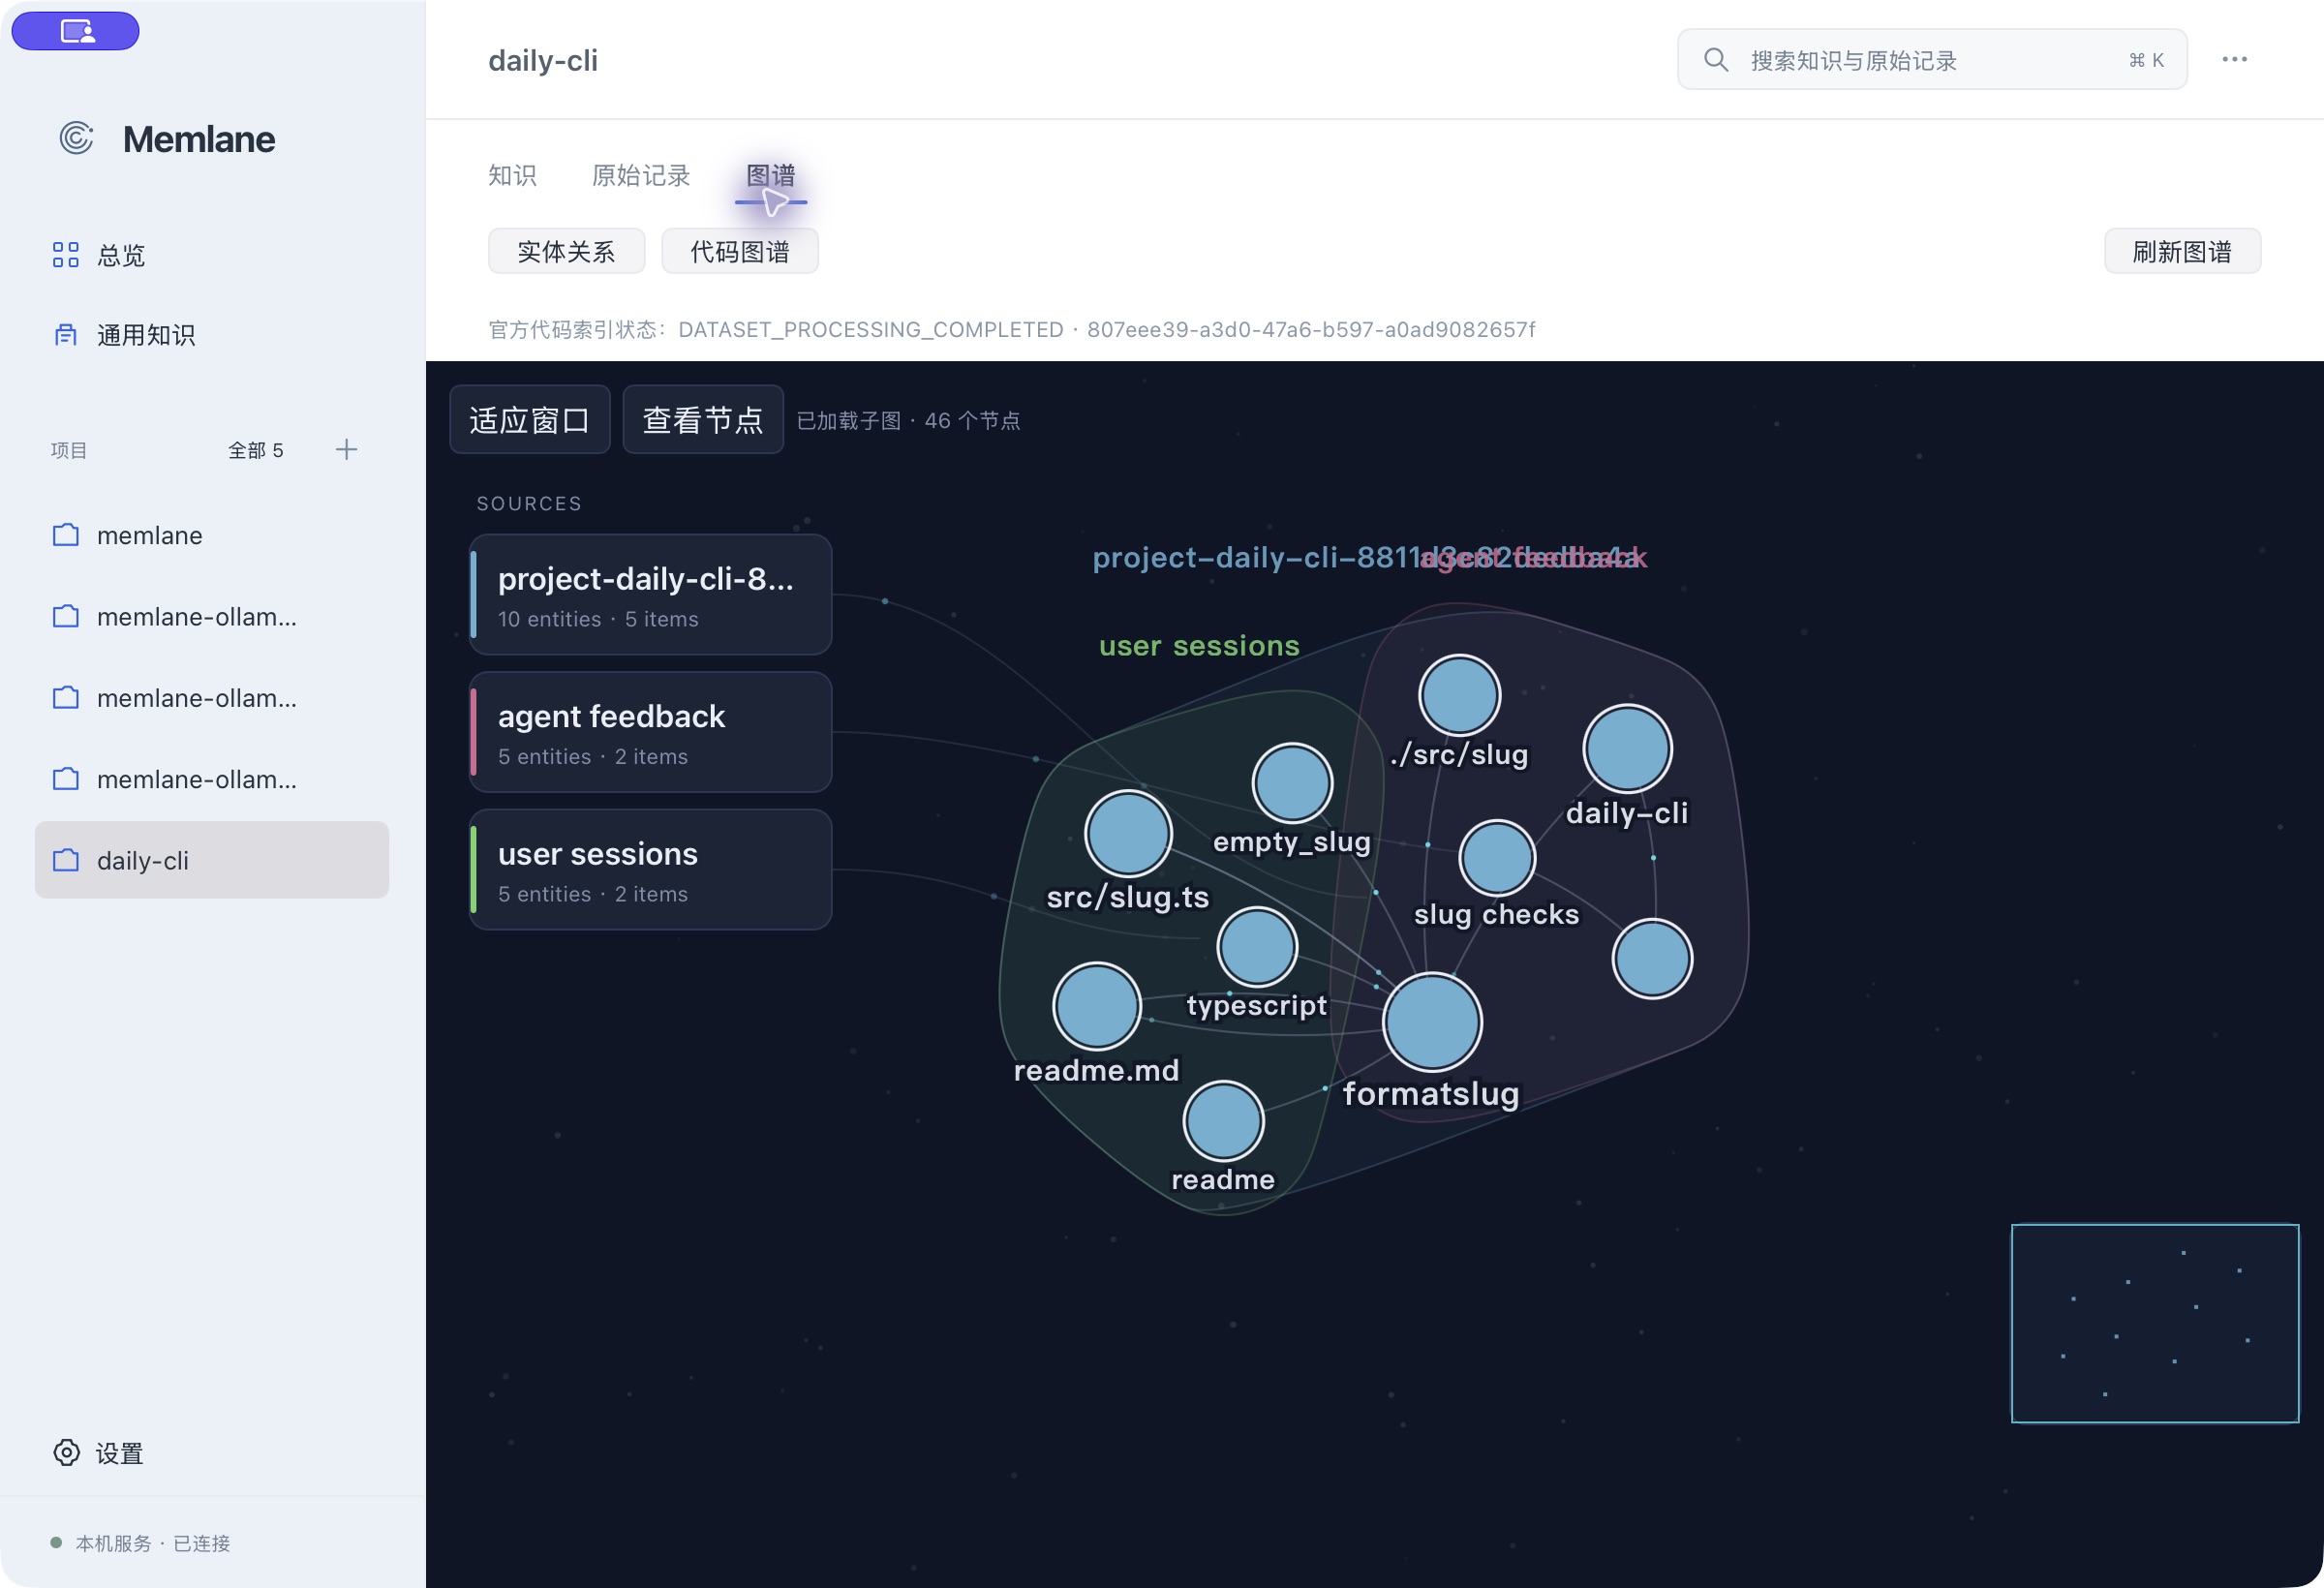 Memlane
总览
通用知识
项目
全部 5
memlane
memlane-ollam...
memlane-ollam...
memlane-ollam...
daily-cli
设置
本机服务 · 已连接
daily-cli
搜索知识与原始记录
⌘ K
知识
原始记录
图谱
实体关系
代码图谱
刷新图谱
官方代码索引状态：DATASET_PROCESSING_COMPLETED · 807eee39-a3d0-47a6-b597-a0ad9082657f
适应窗口
查看节点
已加载子图 · 46 个节点
SOURCES
project-daily-cli-8...
10 entities · 5 items
agent feedback
5 entities · 2 items
user sessions
5 entities · 2 items
project-daily-cli-8811
agent feedback
user sessions
./src/slug
daily-cli
empty_slug
src/slug.ts
slug checks
typescript
readme.md
formatslug
readme